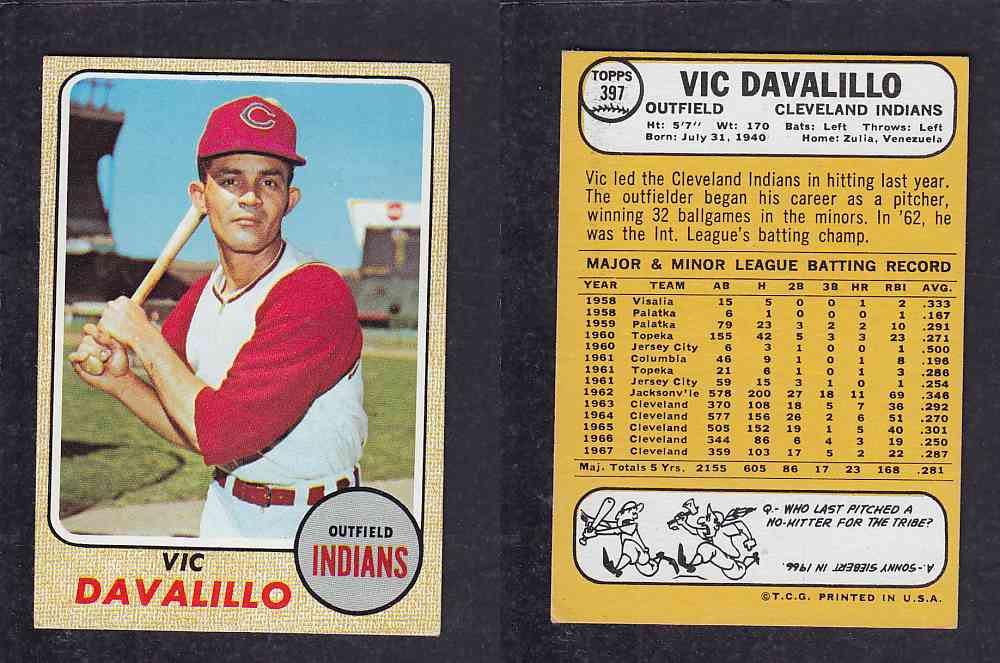 C
VIC
DAVALILLO
OUTFIELD
INDIANS
TOPPS
397
VIC DAVALILLO
OUTFIELD CLEVELAND INDIANS
Ht: 5'7" Wt: 170 Bats: Left Throws: Left
Born: July 31, 1940 Home: Zulia, Venezuela
Vic led the Cleveland Indians in hitting last year.
The outfielder began his career as a pitcher,
winning 32 ballgames in the minors. In '62, he
was the Int. League's batting champ.
MAJOR & MINOR LEAGUE BATTING RECORD
YEAR TEAM AB H 2B 3B HR RBI AVG.
1958 Visalia 15 5 0 0 1 2 .333
1958 Palatka 6 1 0 0 0 1 .167
1959 Palatka 79 23 3 2 2 10 .291
1960 Topeka 155 42 5 3 3 23 .271
1960 Jersey City 6 3 1 0 0 1 .500
1961 Columbia 46 9 1 0 1 8 .196
1961 Topeka 21 6 1 0 1 3 .286
1961 Jersey City 59 15 3 1 0 1 .254
1962 Jacksonv'le 578 200 27 18 11 69 .346
1963 Cleveland 370 108 18 5 7 36 .292
1964 Cleveland 577 156 26 2 6 51 .270
1965 Cleveland 505 152 19 1 5 40 .301
1966 Cleveland 344 86 6 4 3 19 .250
1967 Cleveland 359 103 17 5 2 22 .287
Maj. Totals 5 Yrs. 2155 605 86 17 23 168 .281
Q.- WHO LAST PITCHED A
NO-HITTER FOR THE TRIBE?
A.- SONNY SIEBERT IN 1966.
©T.C.G. PRINTED IN U.S.A.